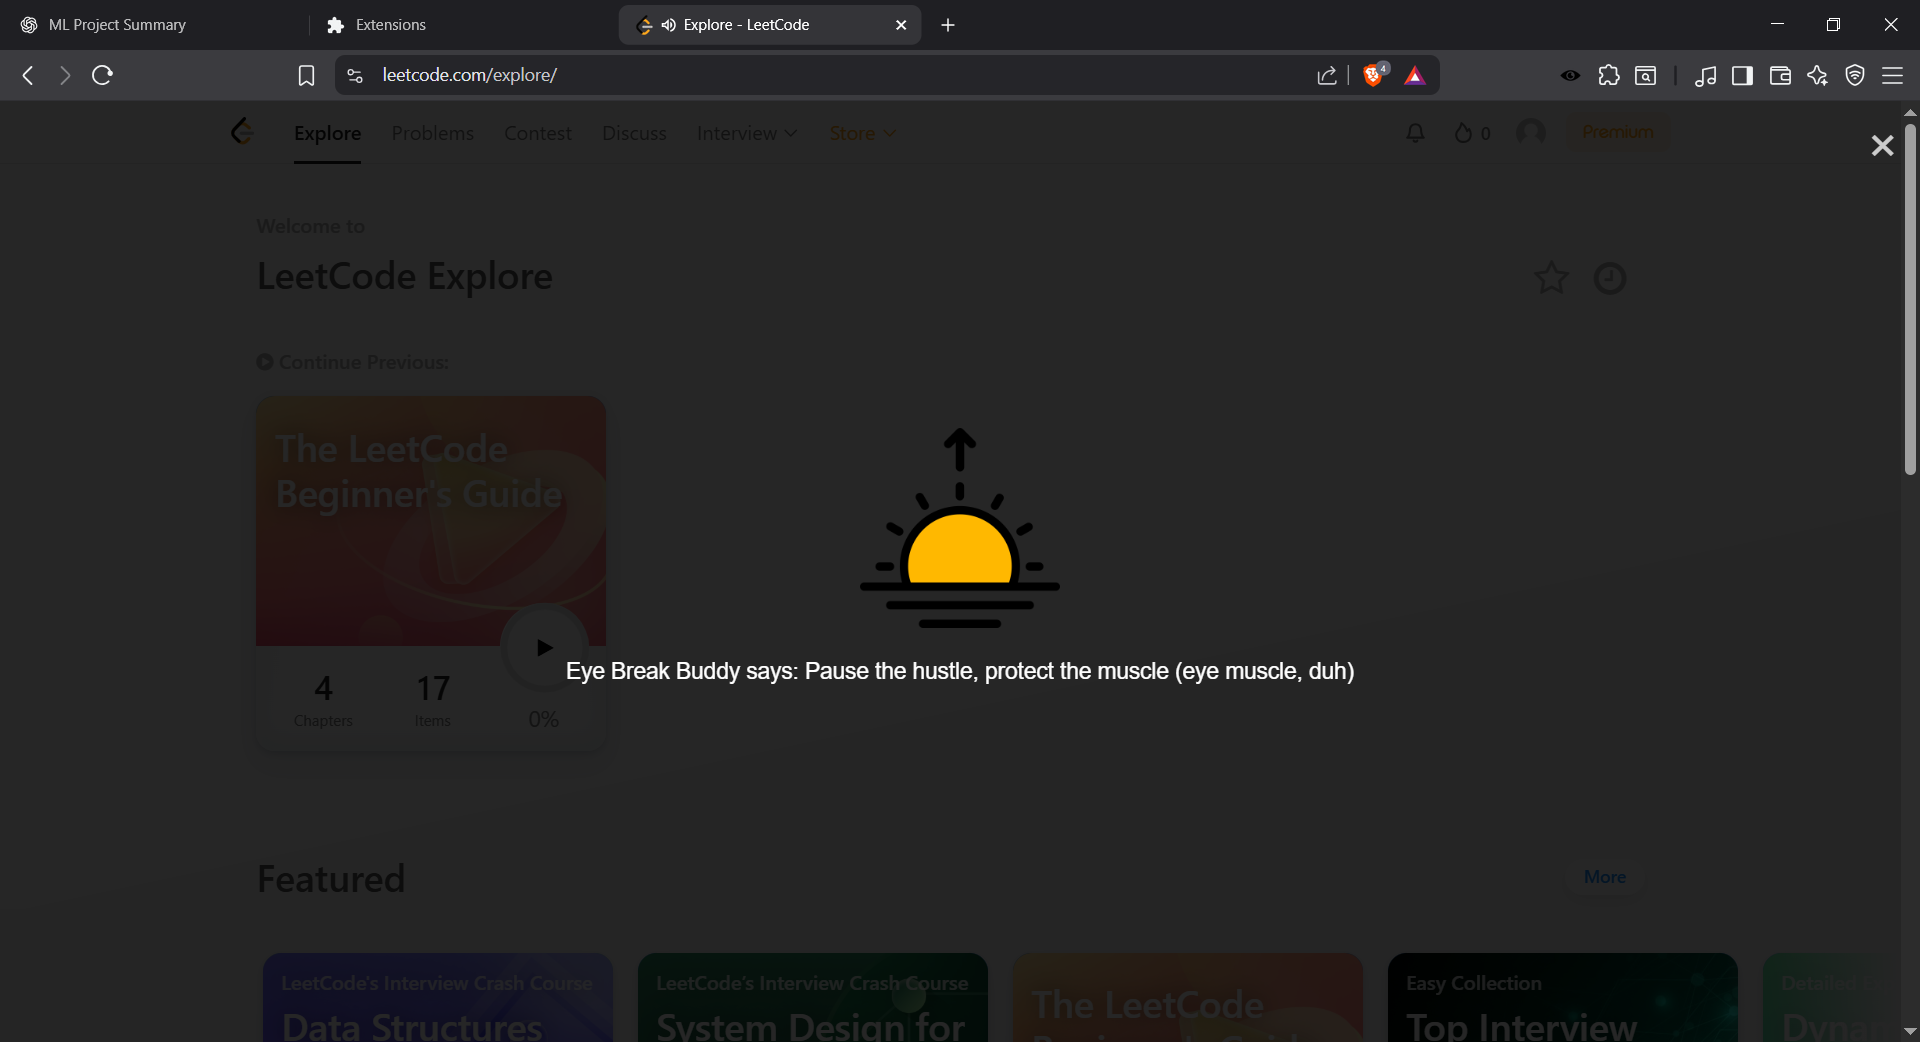 ML Project Summary
Extensions
Explore - LeetCode
leetcode.com/explore/
4
Explore
Problems
Contest
Discuss
Interview
Store
0
Premium
Welcome to
LeetCode Explore
Continue Previous:
The LeetCode
Beginner's Guide
4
Chapters
17
Items
0%
Eye Break Buddy says: Pause the hustle, protect the muscle (eye muscle, duh)
Featured
More
LeetCode's Interview Crash Course
Data Structures
LeetCode's Interview Crash Course
System Design for
The LeetCode
Beginner's Guide
Easy Collection
Top Interview
Detailed